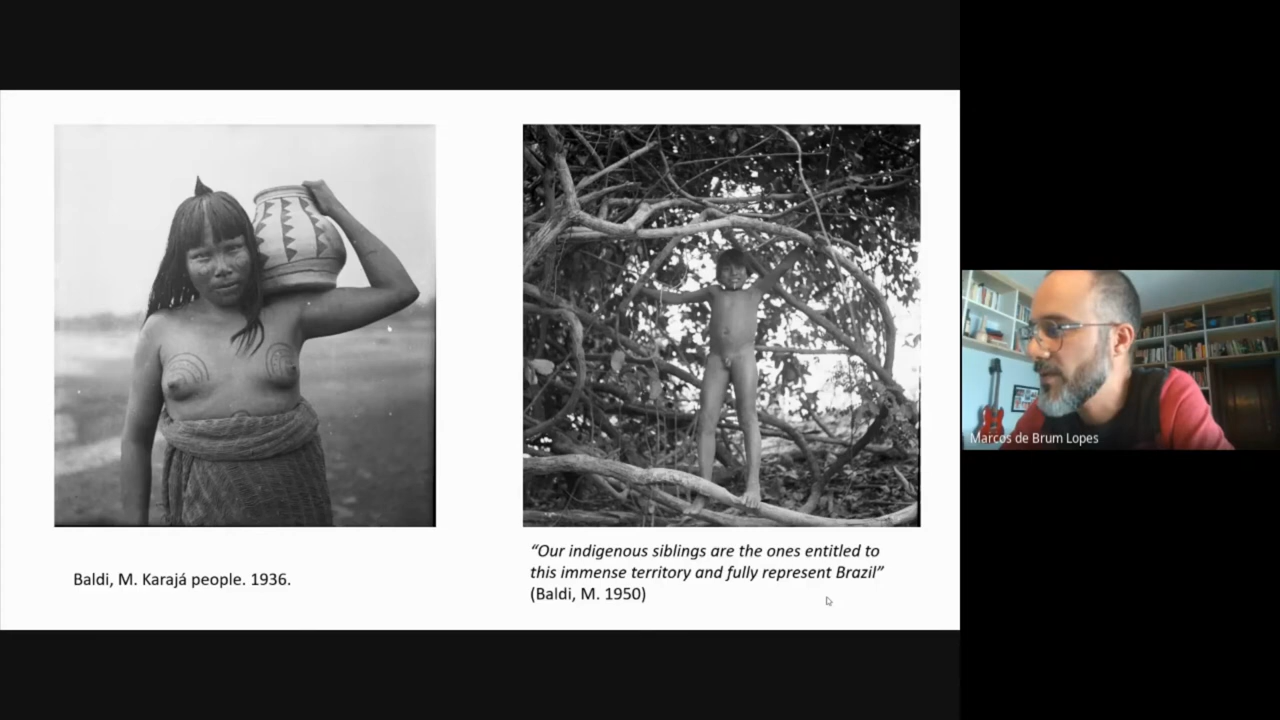 Baldi, M. Karajá people. 1936.
“Our indigenous siblings are the ones entitled to
this immense territory and fully represent Brazil”
(Baldi, M. 1950)
Marcos de Brum Lopes